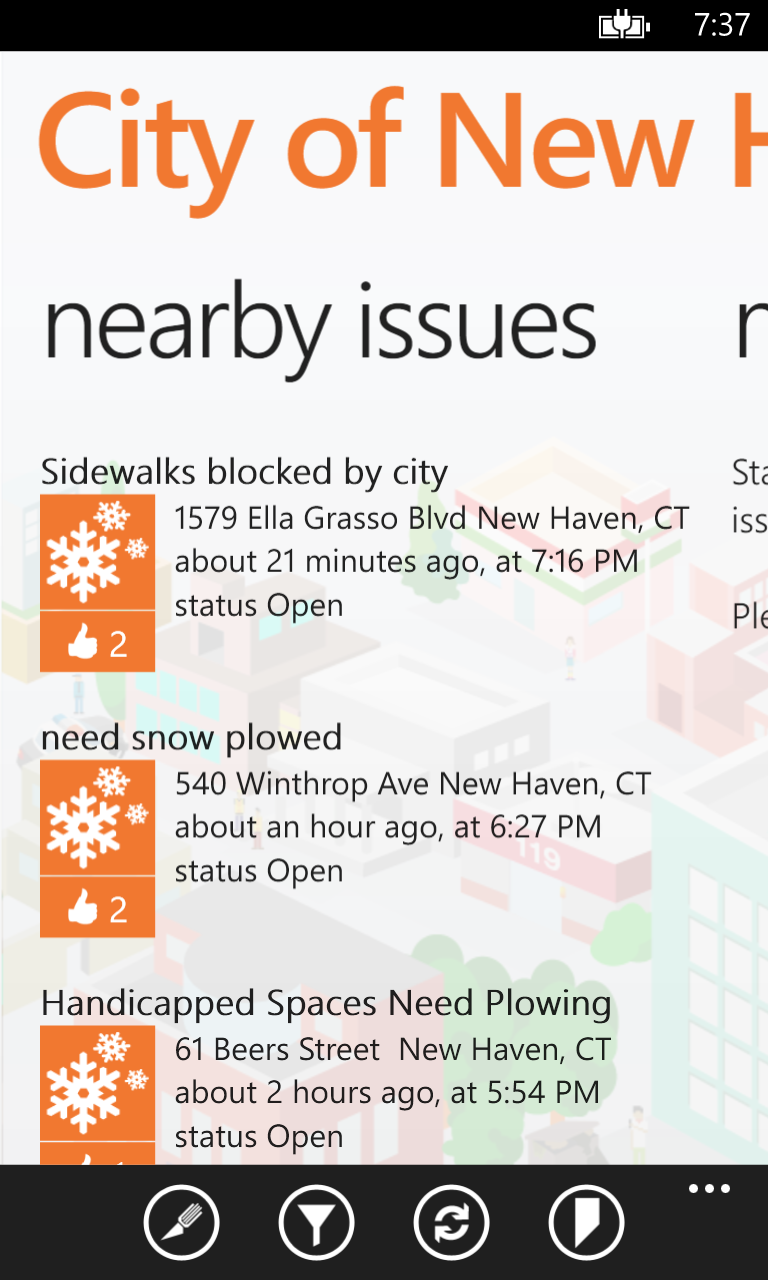 7:37
City of New H
nearby issues
n
Sidewalks blocked by city
1579 Ella Grasso Blvd New Haven, CT
about 21 minutes ago, at 7:16 PM
status Open
2
Sta
iss
Ple
need snow plowed
540 Winthrop Ave New Haven, CT
about an hour ago, at 6:27 PM
status Open
2
119
Handicapped Spaces Need Plowing
61 Beers Street  New Haven, CT
about 2 hours ago, at 5:54 PM
status Open